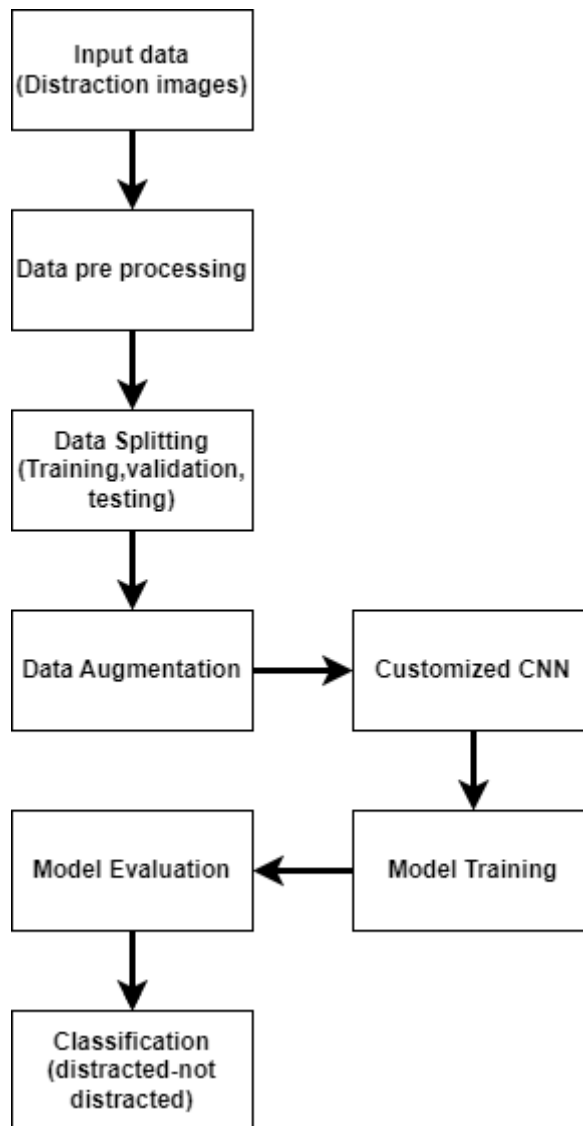 Input data
(Distraction images)
Data pre processing
Data Splitting
(Training,validation,
testing)
Data Augmentation
Customized CNN
Model Training
Model Evaluation
Classification
(distracted-not
distracted)